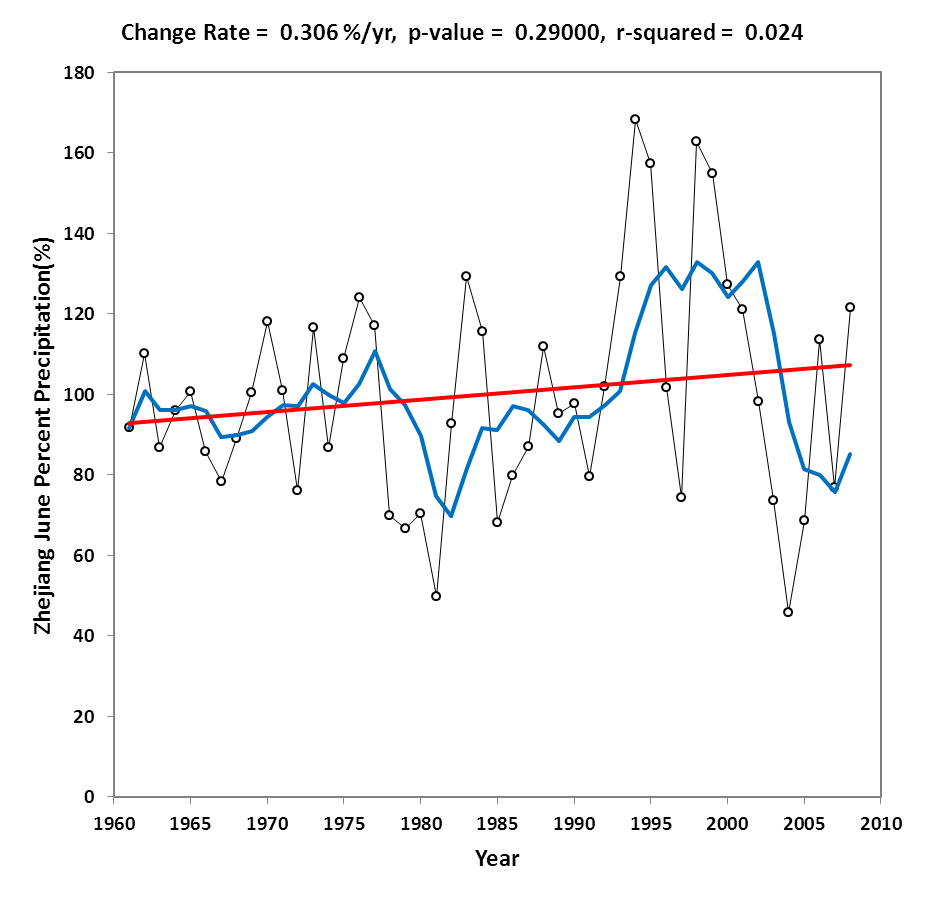 Change Rate = 0.306 %/yr, p-value = 0.29000, r-squared = 0.024
180
160
140
120
100
80
60
40
20
0
Zhejiang June Percent Precipitation(%)
1960 1965 1970 1975 1980 1985 1990 1995 2000 2005 2010
Year